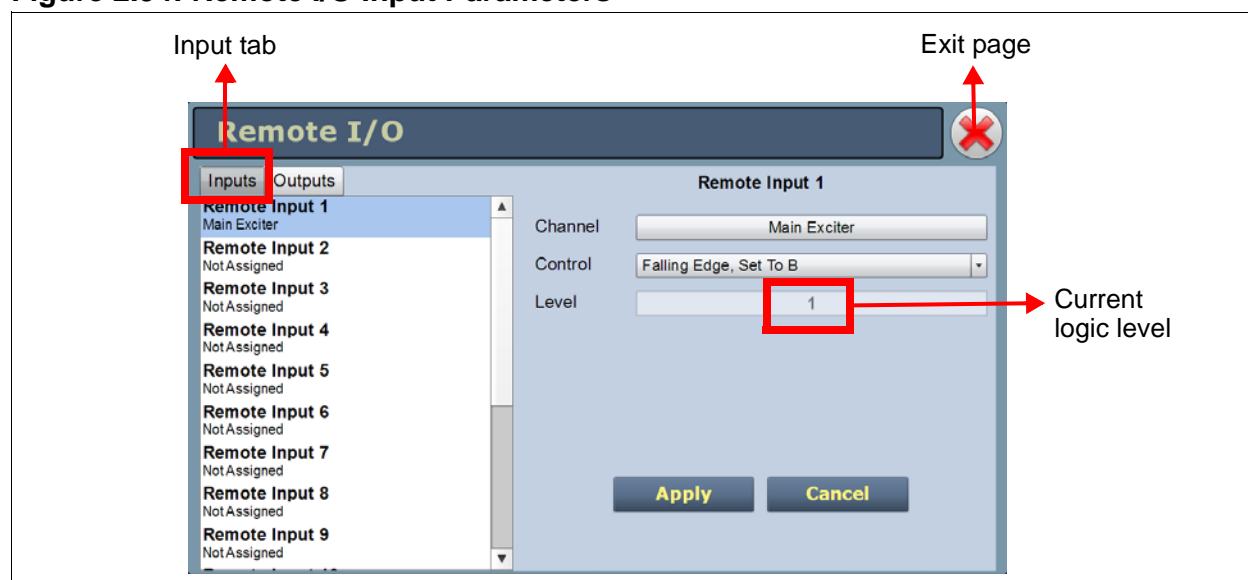 Input tab
Exit page
Remote I/O
Inputs Outputs
Remote Input 1
Main Exciter
Remote Input 2
Not Assigned
Remote Input 3
Not Assigned
Remote Input 4
Not Assigned
Remote Input 5
Not Assigned
Remote Input 6
Not Assigned
Remote Input 7
Not Assigned
Remote Input 8
Not Assigned
Remote Input 9
Not Assigned
Remote Input 1
Channel Main Exciter
Control Falling Edge, Set To B
Level 1
Apply Cancel
Current
logic level